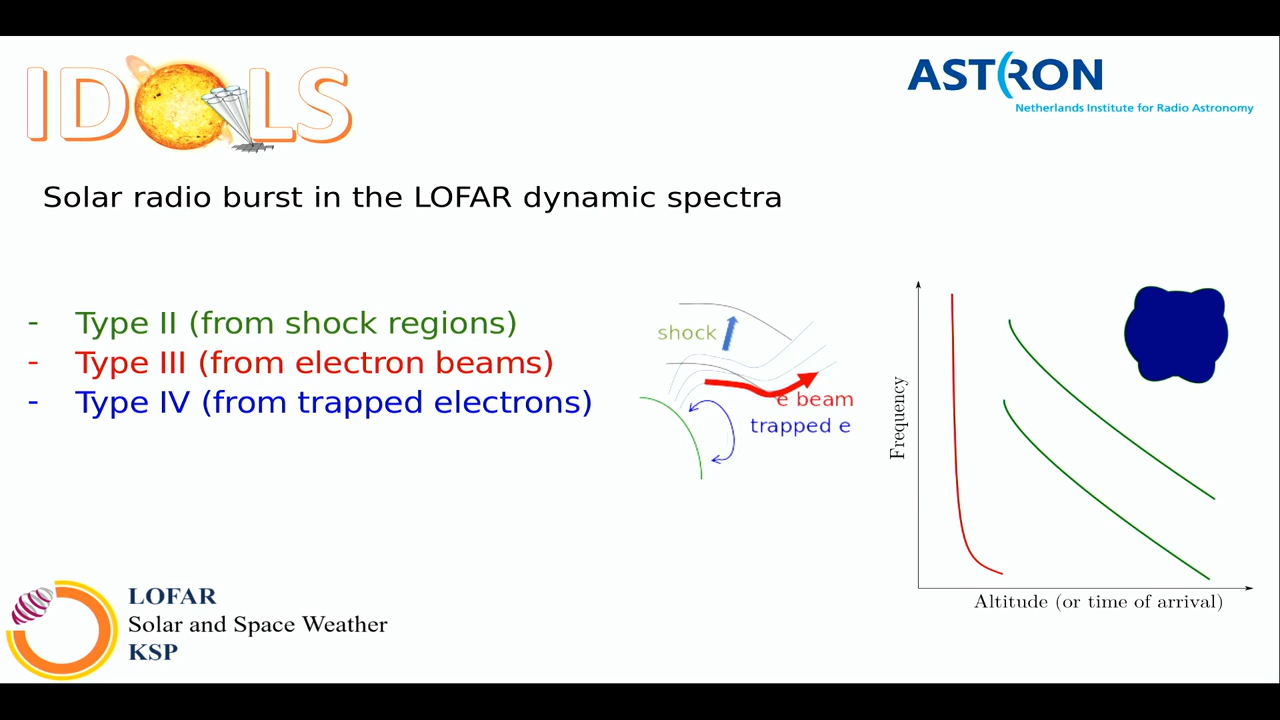 IDOLS
ASTRON
Netherlands Institute for Radio Astronomy
Solar radio burst in the LOFAR dynamic spectra
- Type II (from shock regions)
- Type III (from electron beams)
- Type IV (from trapped electrons)
shock
e beam
trapped e
Frequency
Altitude (or time of arrival)
LOFAR
Solar and Space Weather
KSP